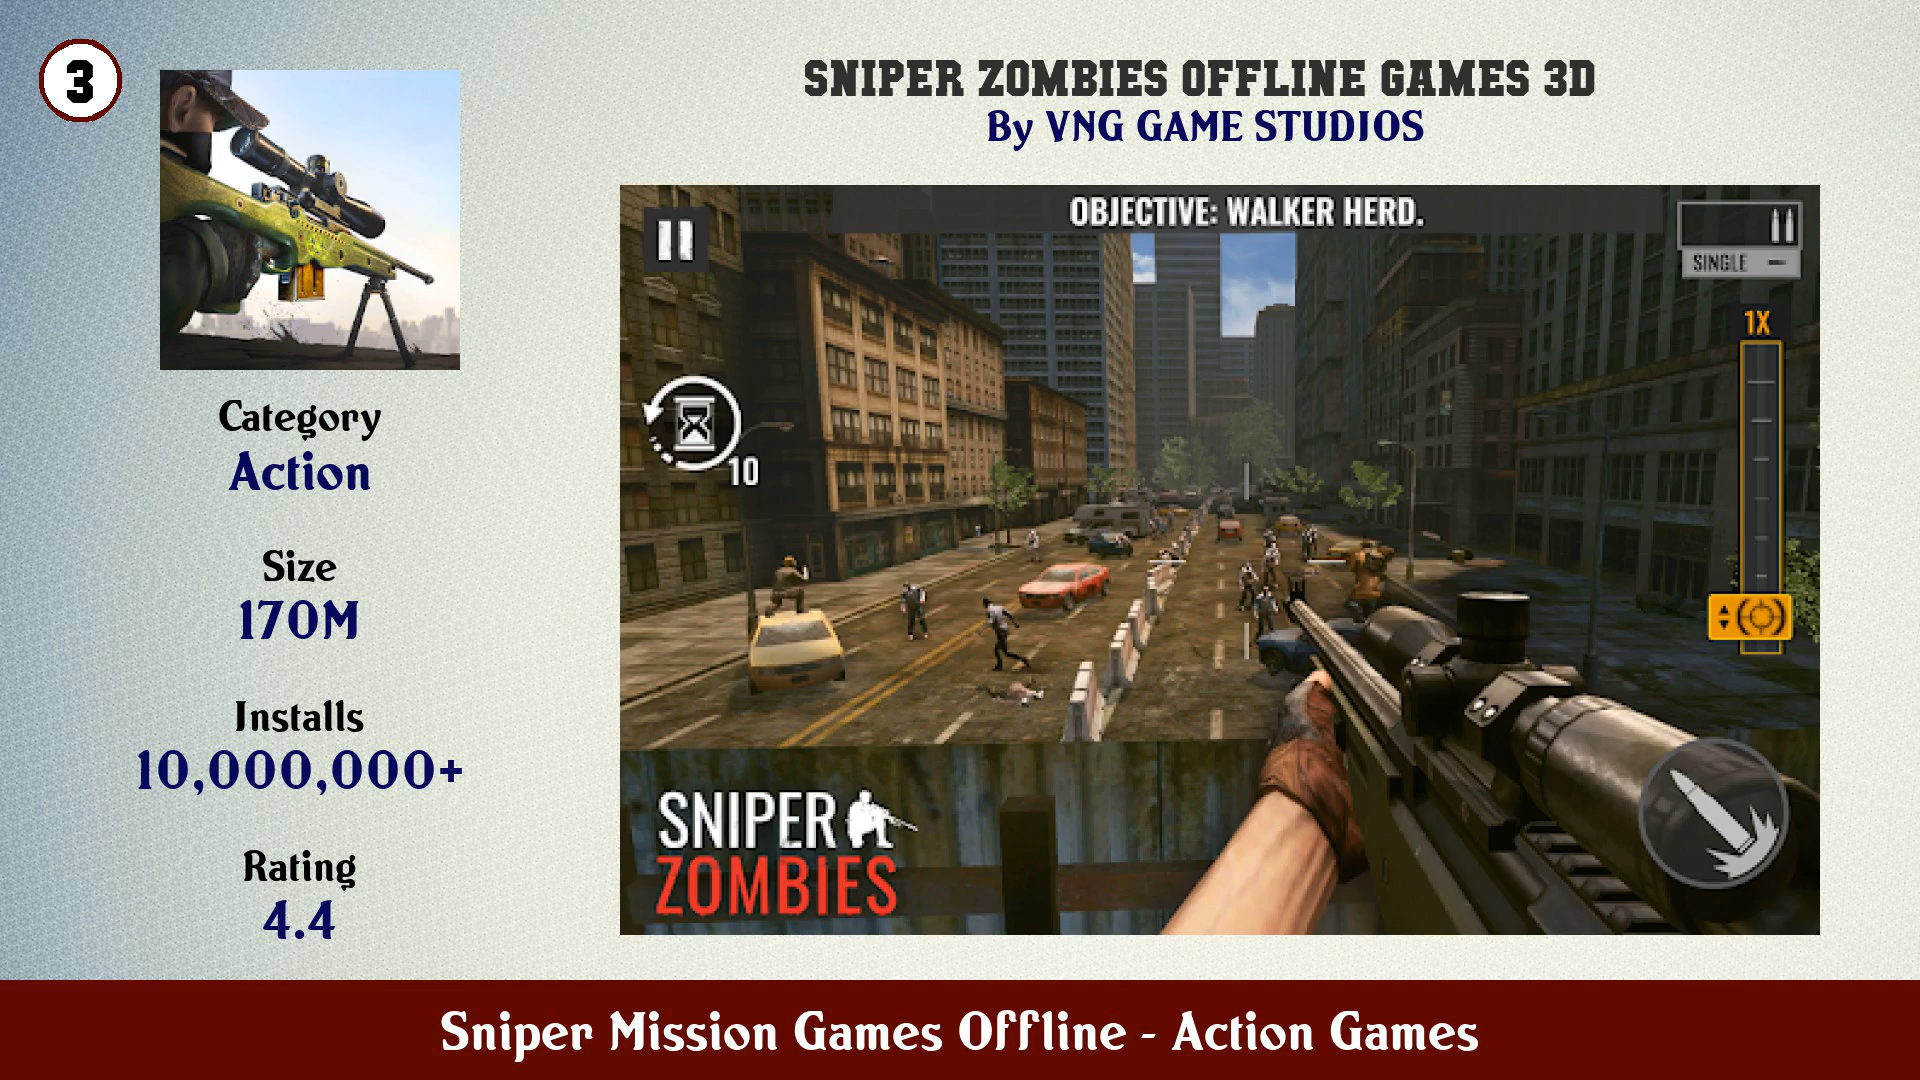 3
SNIPER ZOMBIES OFFLINE GAMES 3D
By VNG GAME STUDIOS
Category
Action
Size
170M
Installs
10,000,000+
Rating
4.4
OBJECTIVE: WALKER HERD.
SINGLE
1X
10
SNIPER
ZOMBIES
Sniper Mission Games Offline - Action Games